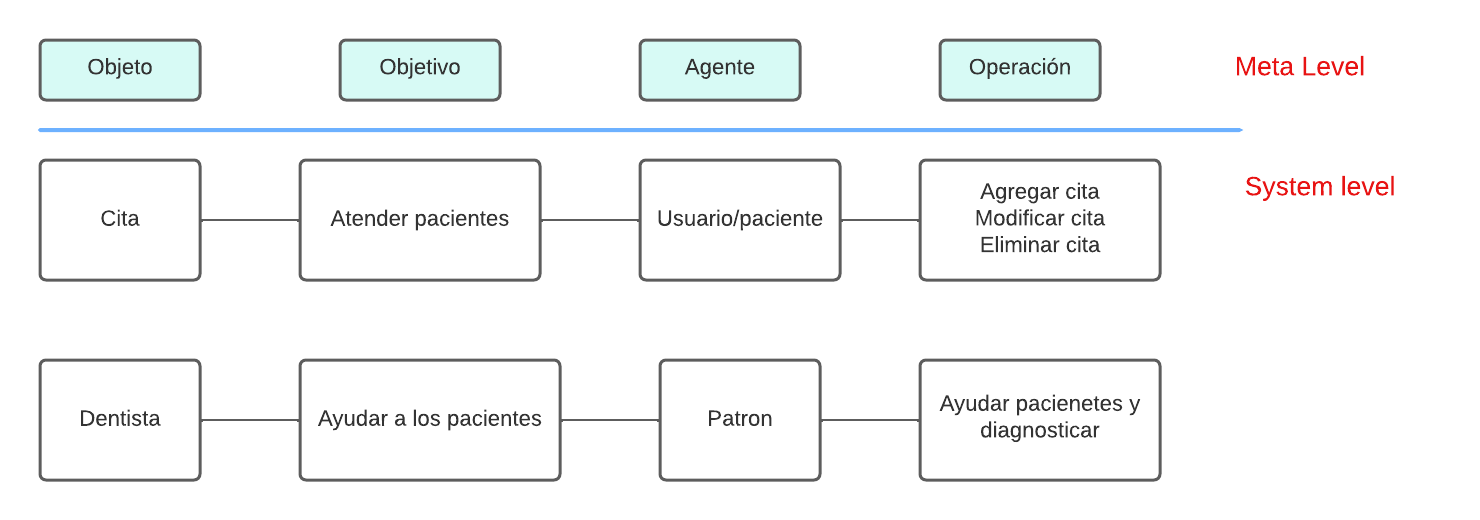 Objeto
Objetivo
Agente
Operación
Meta Level
System level
Cita
Atender pacientes
Usuario/paciente
Agregar cita
Modificar cita
Eliminar cita
Dentista
Ayudar a los pacientes
Patron
Ayudar pacienetes y
diagnosticar